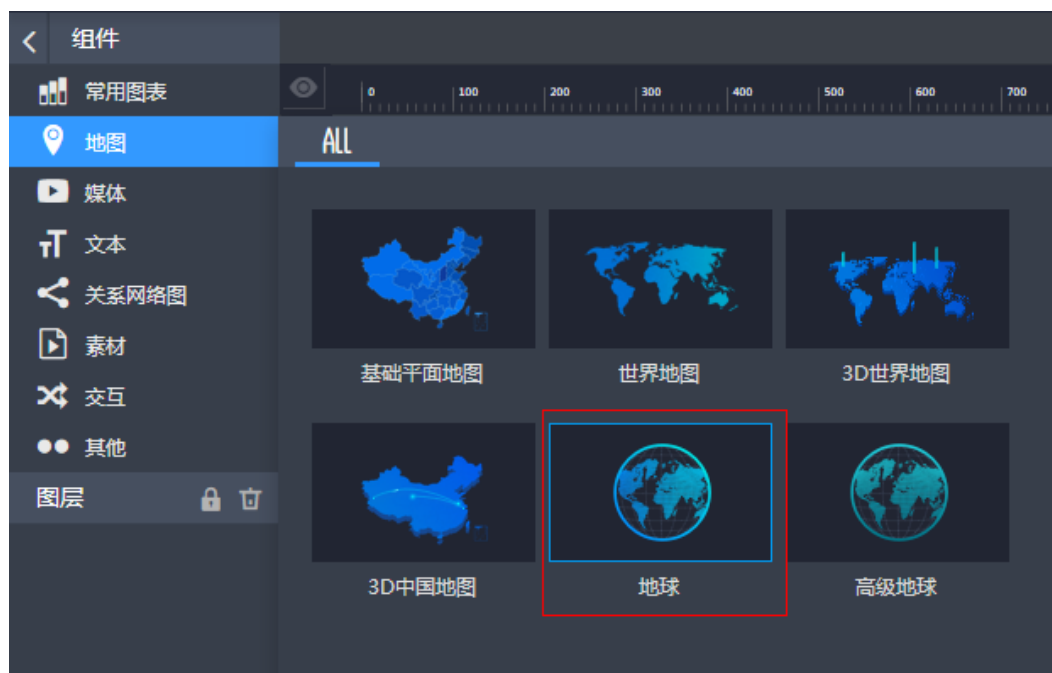 组件
常用图表
0 100 200 300 400 500 600 700
地图
ALL
媒体
文本
关系网络图
素材
交互
其他
图层
基础平面地图 世界地图 3D世界地图
3D中国地图 地球 高级地球